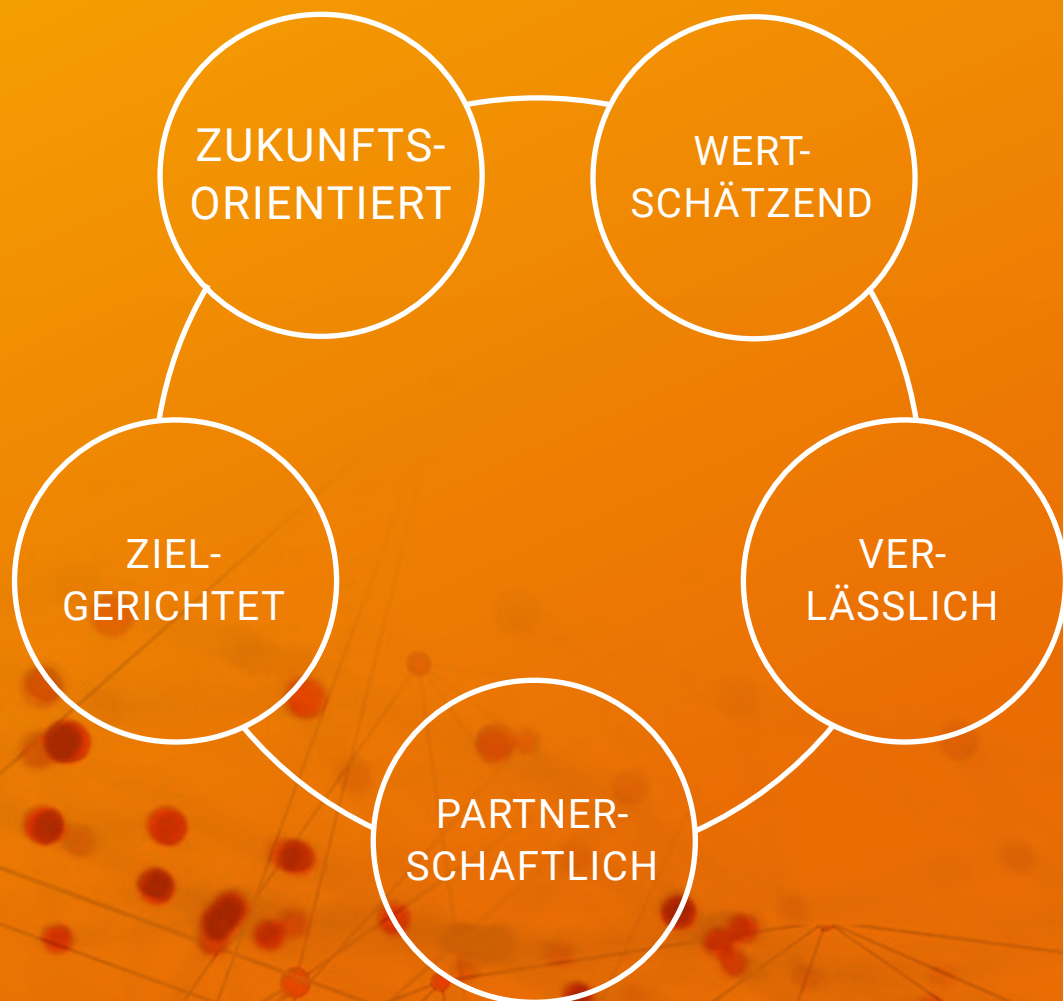 ZUKUNFTS-
ORIENTIERT
WERT-
SCHÄTZEND
VER-
LÄSSLICH
PARTNER-
SCHAFTLICH
ZIEL-
GERICHTET